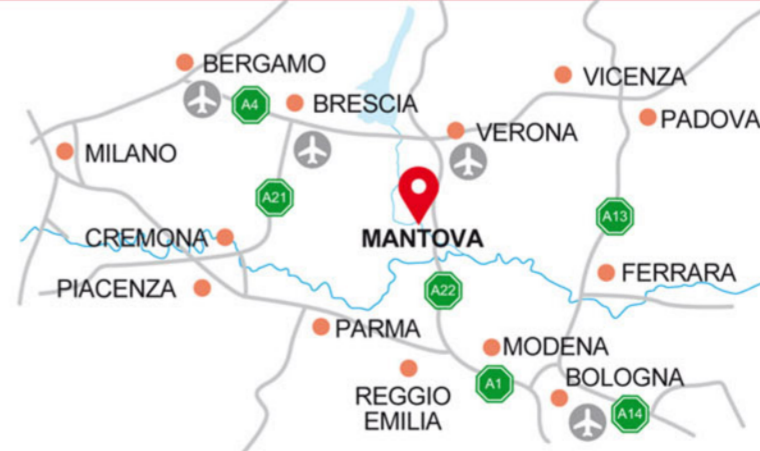 BERGAMO
VICENZA
A4
BRESCIA
PADOVA
VERONA
MILANO
A21
A13
CREMONA
MANTOVA
FERRARA
PIACENZA
A22
PARMA
MODENA
BOLOGNA
A1
REGGIO
EMILIA
A14